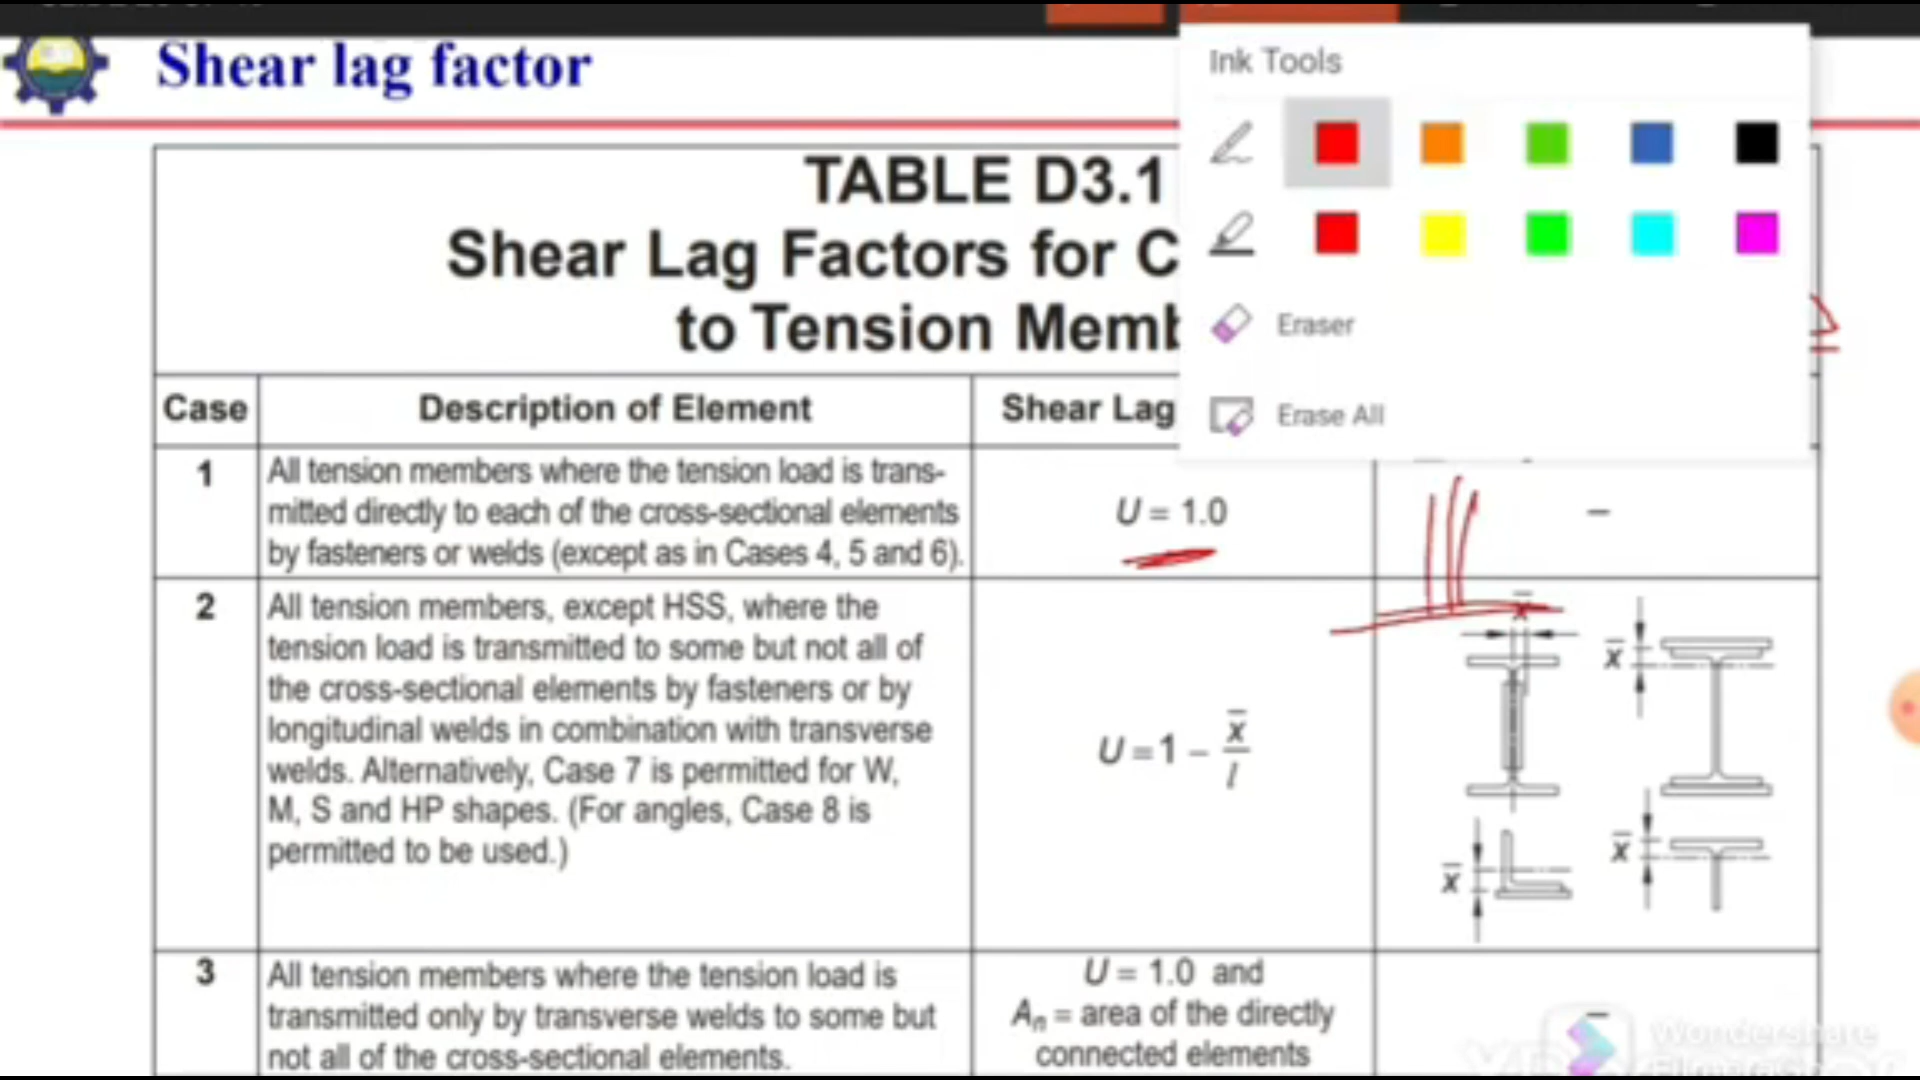 Shear lag factor
Ink Tools
Eraser
Erase All
TABLE D3.1
Shear Lag Factors for C
to Tension Memb
Case
Description of Element
Shear Lag
1
All tension members where the tension load is trans-
mitted directly to each of the cross-sectional elements
by fasteners or welds (except as in Cases 4, 5 and 6).
U = 1.0
–
2
All tension members, except HSS, where the
tension load is transmitted to some but not all of
the cross-sectional elements by fasteners or by
longitudinal welds in combination with transverse
welds. Alternatively, Case 7 is permitted for W,
M, S and HP shapes. (For angles, Case 8 is
permitted to be used.)
U = 1 – x̄/l
x̄
x̄
x̄
x̄
3
All tension members where the tension load is
transmitted only by transverse welds to some but
not all of the cross-sectional elements.
U = 1.0 and
Aₙ = area of the directly
connected elements
–
Wondershare